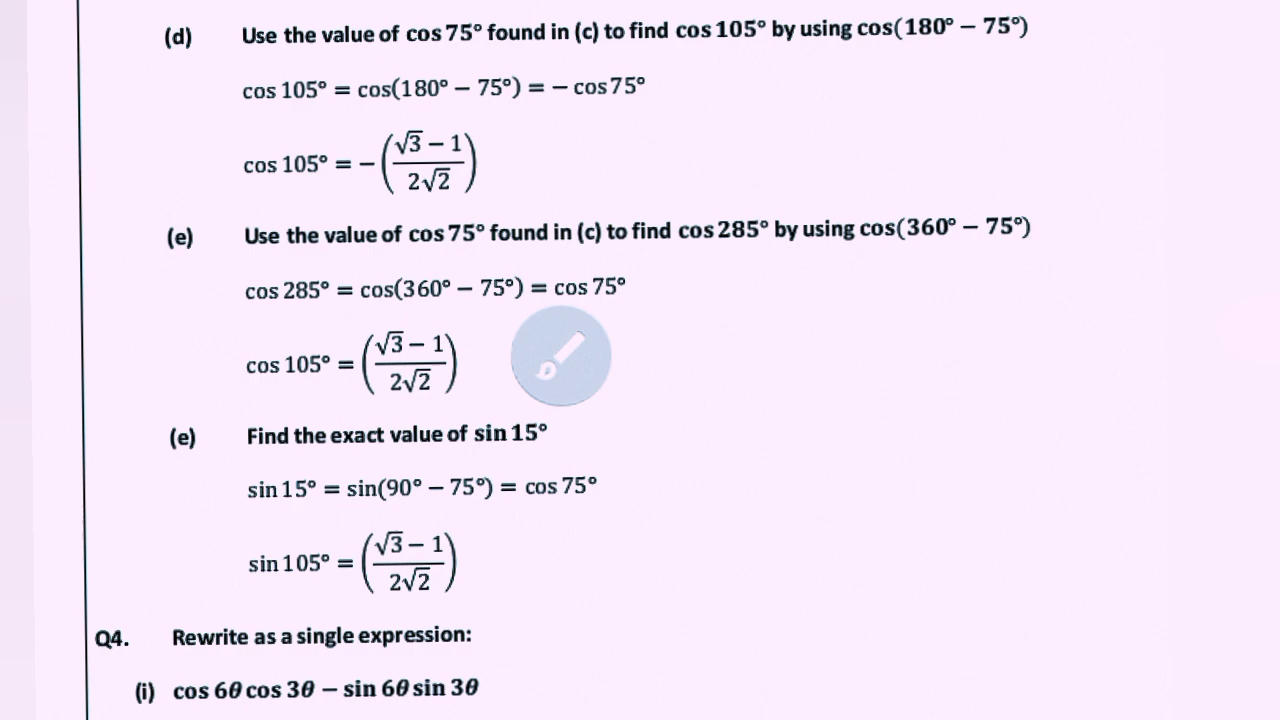 (d) Use the value of cos 75° found in (c) to find cos 105° by using cos(180° − 75°)
cos 105° = cos(180° − 75°) = − cos 75°
cos 105° = −((√3 − 1)/(2√2))
(e) Use the value of cos 75° found in (c) to find cos 285° by using cos(360° − 75°)
cos 285° = cos(360° − 75°) = cos 75°
cos 105° = ((√3 − 1)/(2√2))
(e) Find the exact value of sin 15°
sin 15° = sin(90° − 75°) = cos 75°
sin 105° = ((√3 − 1)/(2√2))
Q4. Rewrite as a single expression:
(i) cos 6θ cos 3θ − sin 6θ sin 3θ